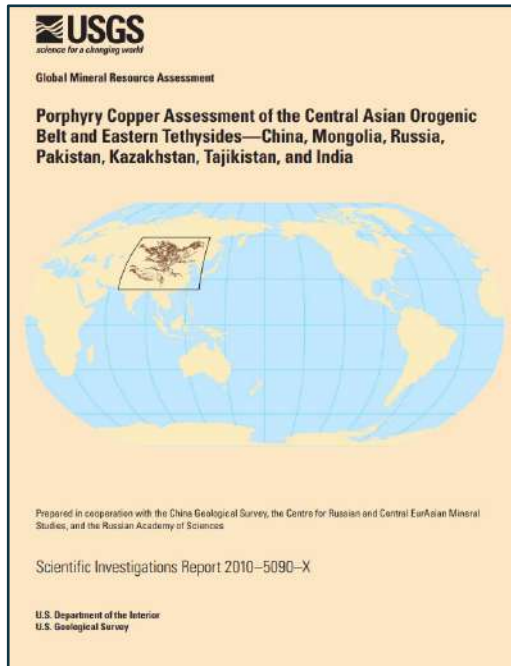 USGS
science for a changing world
Global Mineral Resource Assessment
Porphyry Copper Assessment of the Central Asian Orogenic
Belt and Eastern Tethysides—China, Mongolia, Russia,
Pakistan, Kazakhstan, Tajikistan, and India
Prepared in cooperation with the China Geological Survey, the Centre for Russian and Central EurAsian Mineral
Studies, and the Russian Academy of Sciences
Scientific Investigations Report 2010–5090–X
U.S. Department of the Interior
U.S. Geological Survey